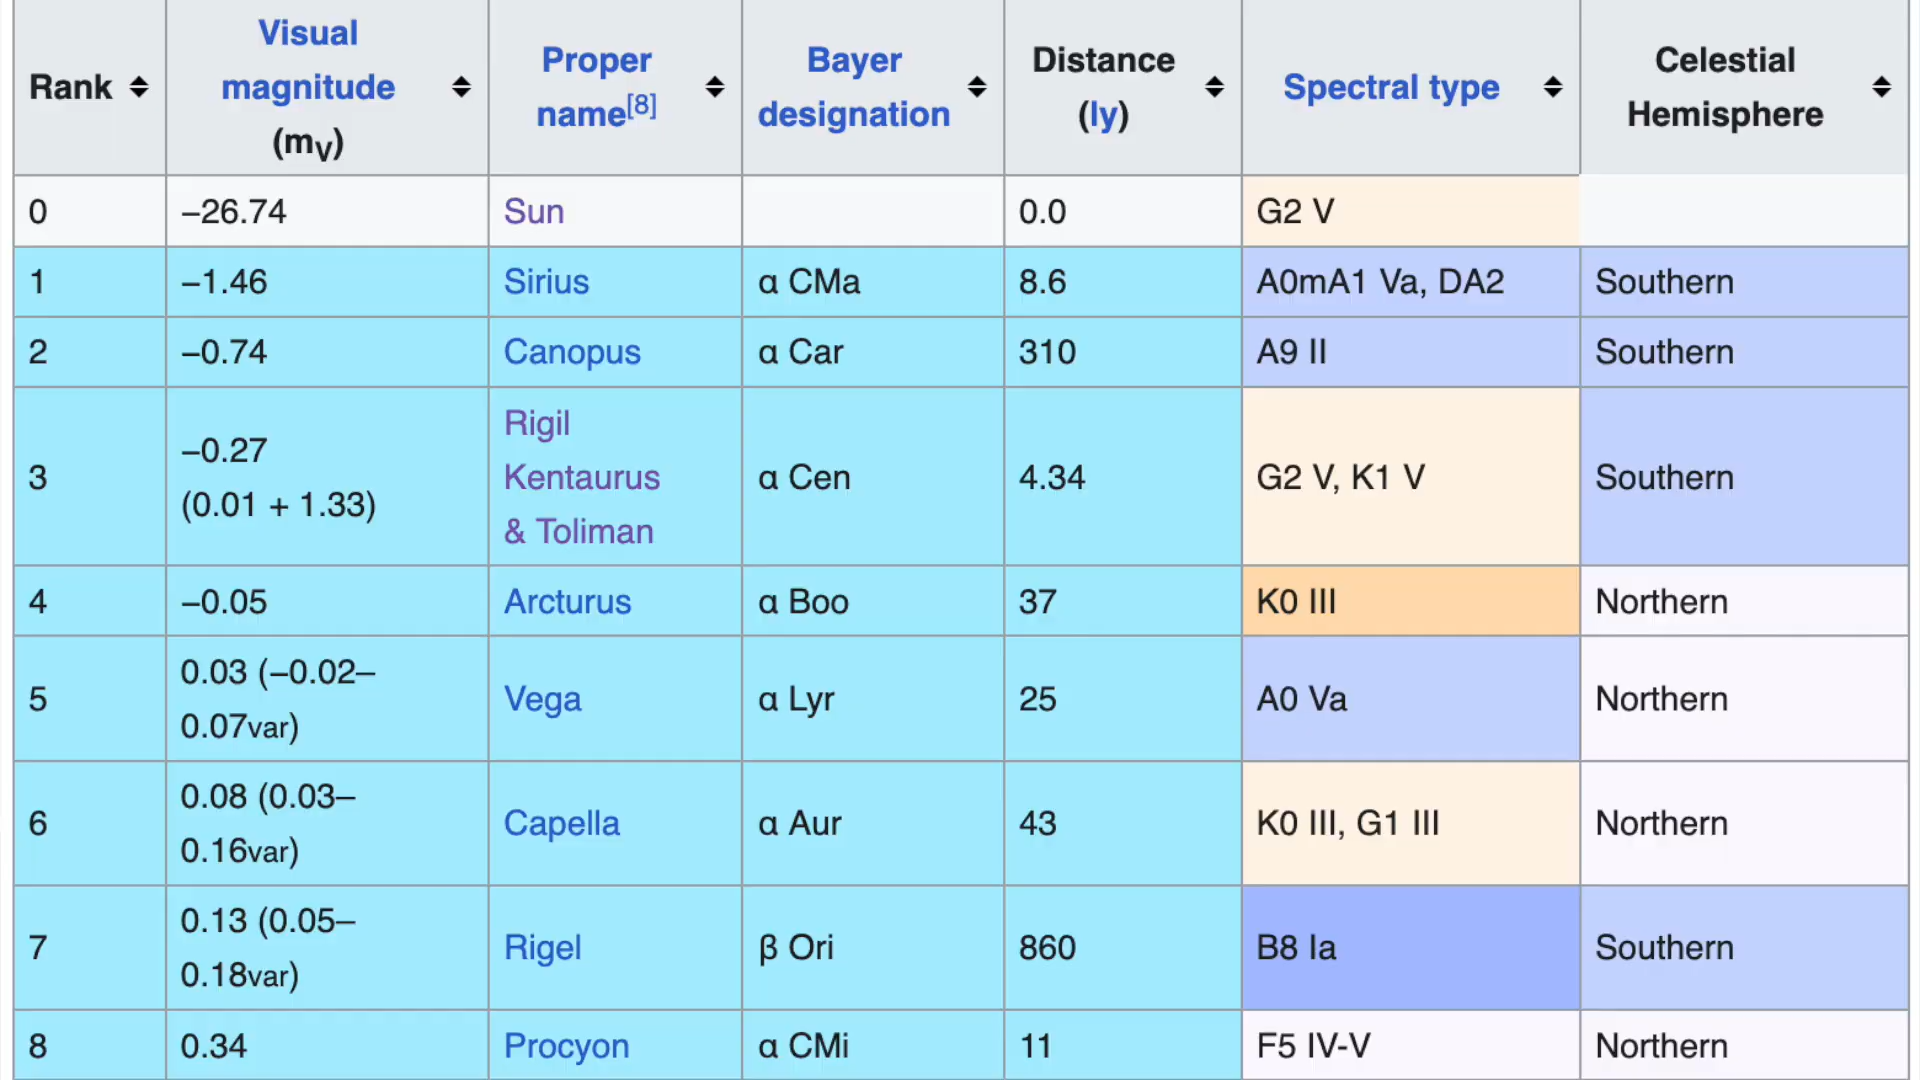 Rank Visual magnitude (mV) Proper name[8] Bayer designation Distance (ly) Spectral type Celestial Hemisphere
0 −26.74 Sun 0.0 G2 V
1 −1.46 Sirius α CMa 8.6 A0mA1 Va, DA2 Southern
2 −0.74 Canopus α Car 310 A9 II Southern
3 −0.27 (0.01 + 1.33) Rigil Kentaurus & Toliman α Cen 4.34 G2 V, K1 V Southern
4 −0.05 Arcturus α Boo 37 K0 III Northern
5 0.03 (−0.02–0.07var) Vega α Lyr 25 A0 Va Northern
6 0.08 (0.03–0.16var) Capella α Aur 43 K0 III, G1 III Northern
7 0.13 (0.05–0.18var) Rigel β Ori 860 B8 Ia Southern
8 0.34 Procyon α CMi 11 F5 IV-V Northern